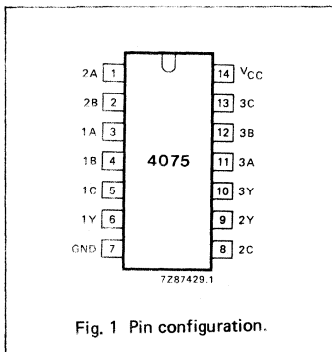 2A 1 14 VCC
2B 2 13 3C
1A 3 12 3B
1B 4 4075 11 3A
1C 5 10 3Y
1Y 6 9 2Y
GND 7 8 2C
7Z87429.1
Fig. 1 Pin configuration.